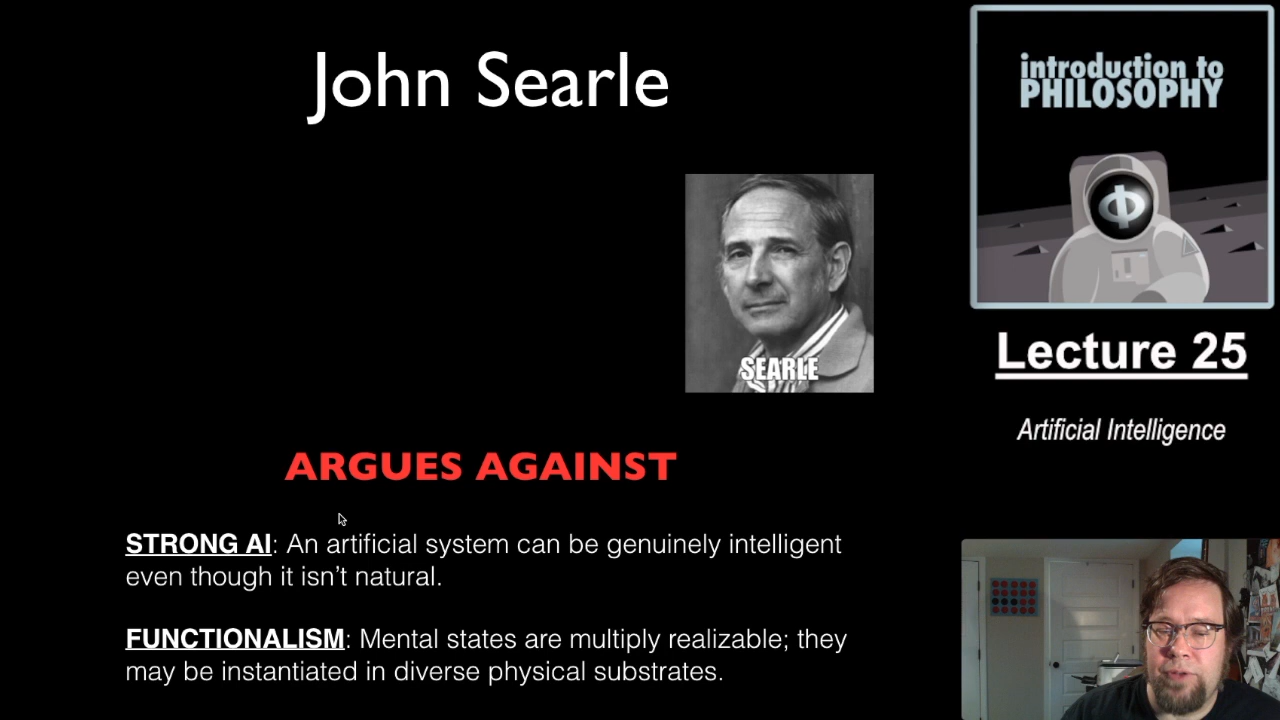 John Searle
SEARLE
ARGUES AGAINST
STRONG AI: An artificial system can be genuinely intelligent
even though it isn't natural.
FUNCTIONALISM: Mental states are multiply realizable; they
may be instantiated in diverse physical substrates.
introduction to
PHILOSOPHY
Φ
Lecture 25
Artificial Intelligence